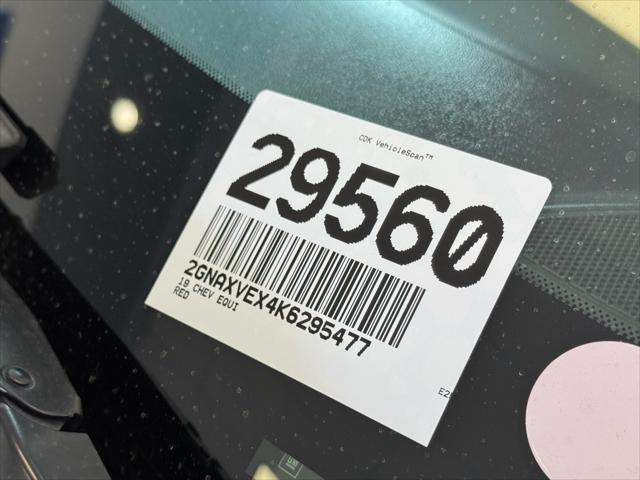 CDK VehicleScan™
29560
2GNAXVEX4K6295477
19 CHEV EQUI
RED